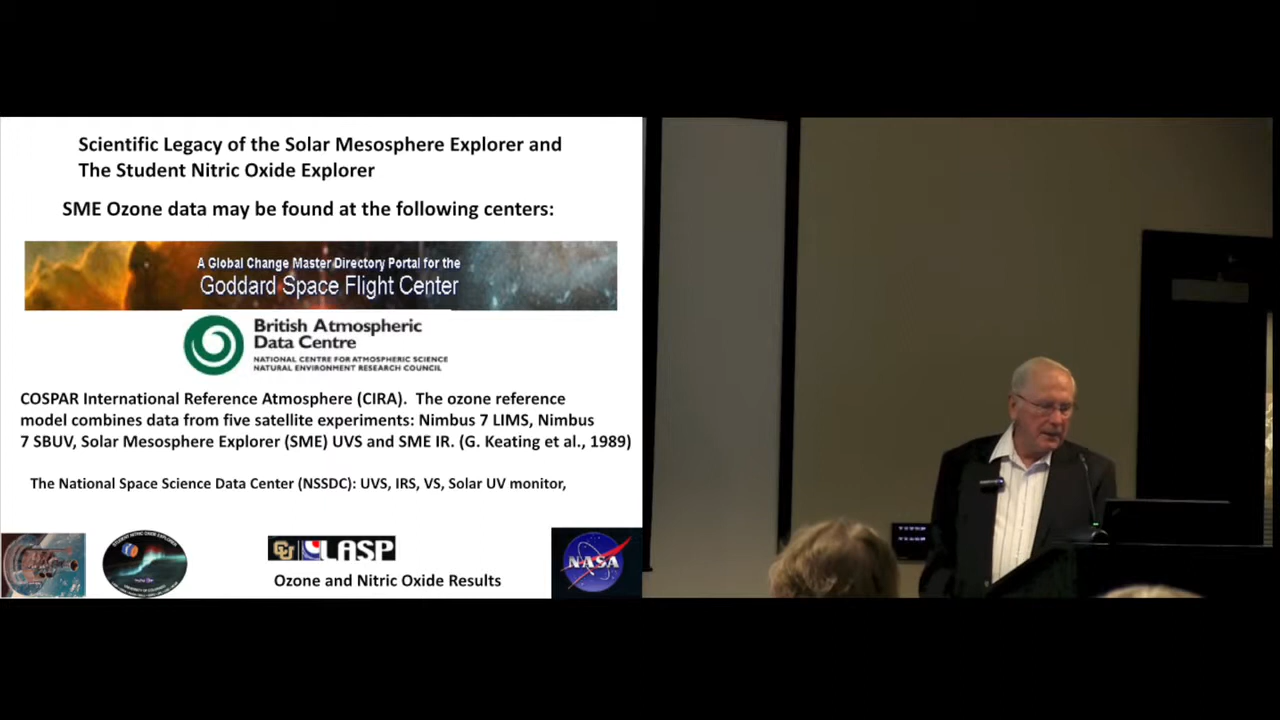 Scientific Legacy of the Solar Mesosphere Explorer and
The Student Nitric Oxide Explorer
SME Ozone data may be found at the following centers:
A Global Change Master Directory Portal for the
Goddard Space Flight Center
British Atmospheric
Data Centre
NATIONAL CENTRE FOR ATMOSPHERIC SCIENCE
NATURAL ENVIRONMENT RESEARCH COUNCIL
COSPAR International Reference Atmosphere (CIRA).  The ozone reference
model combines data from five satellite experiments: Nimbus 7 LIMS, Nimbus
7 SBUV, Solar Mesosphere Explorer (SME) UVS and SME IR. (G. Keating et al., 1989)
The National Space Science Data Center (NSSDC): UVS, IRS, VS, Solar UV monitor,
STUDENT NITRIC OXIDE EXPLORER
CU LASP
NASA
Ozone and Nitric Oxide Results